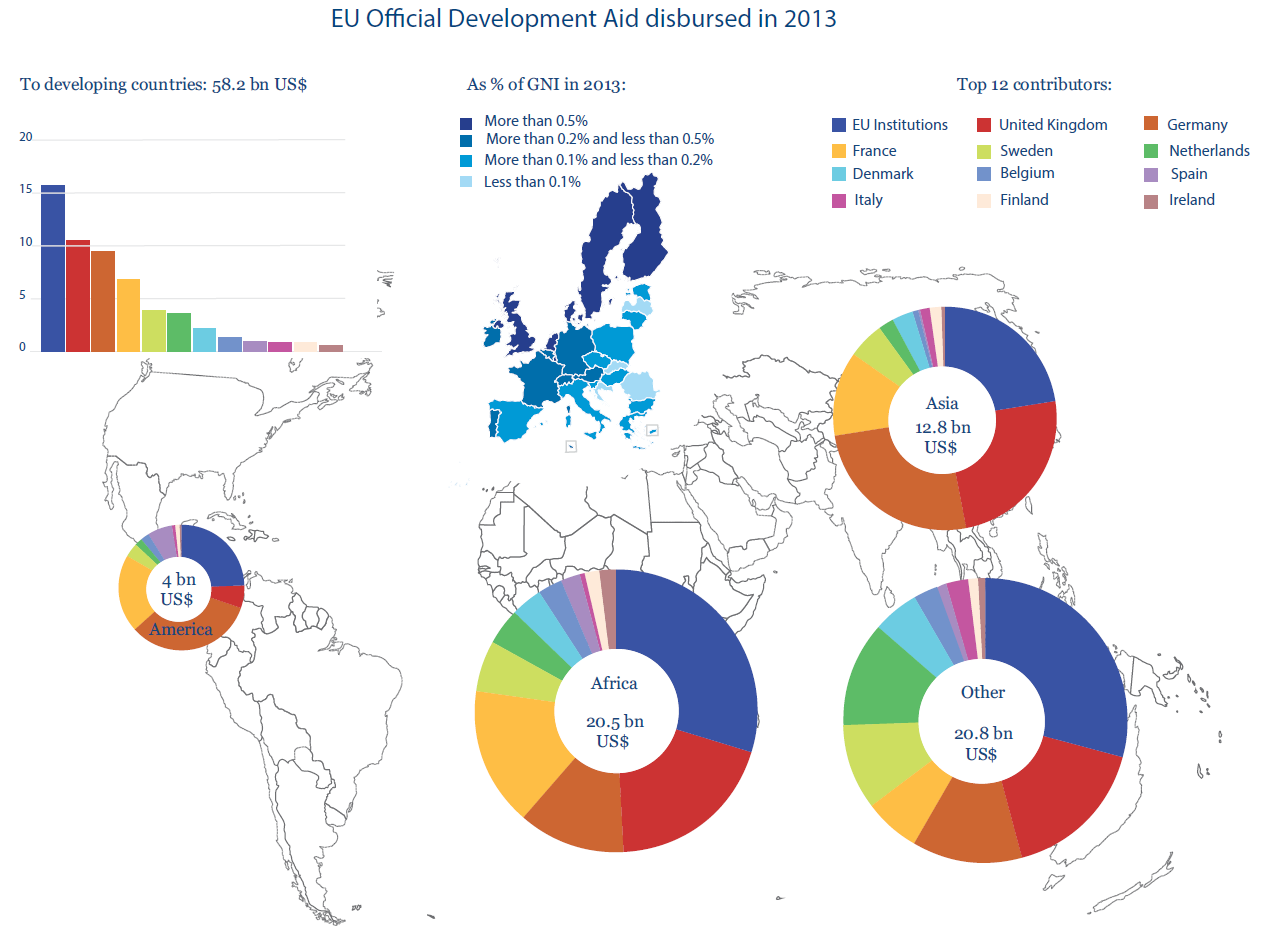 EU Official Development Aid disbursed in 2013
To developing countries: 58.2 bn US$
20
15
10
5
0
As % of GNI in 2013:
More than 0.5%
More than 0.2% and less than 0.5%
More than 0.1% and less than 0.2%
Less than 0.1%
Top 12 contributors:
EU Institutions United Kingdom Germany
France Sweden Netherlands
Denmark Belgium Spain
Italy Finland Ireland
Asia
12.8 bn
US$
4 bn
US$
America
Africa
20.5 bn
US$
Other
20.8 bn
US$